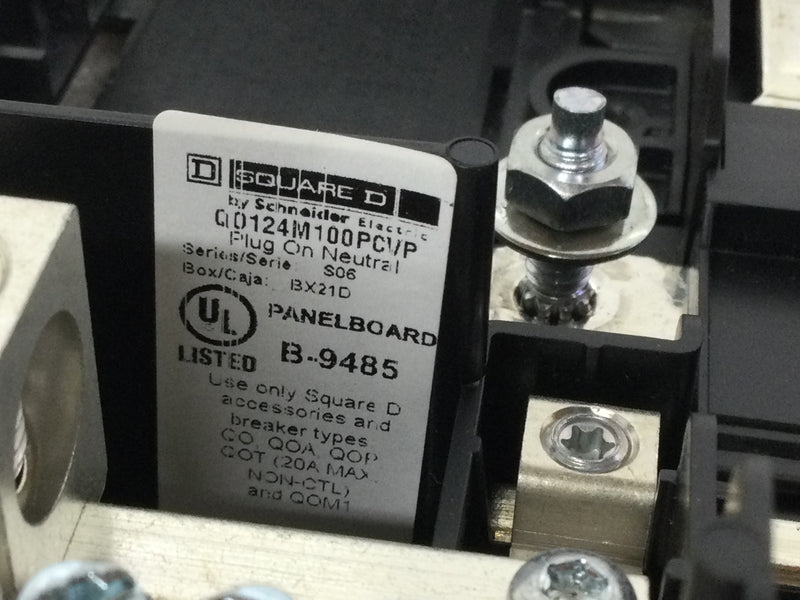 D SQUARE D
by Schneider Electric
QO124M100PCVP
Plug On Neutral
Series/Serie: S06
Box/Caja: BX21D
UL
LISTED
PANELBOARD
B-9485
Use only Square D
accessories and
breaker types
QO, QOA, QOP
QOT (20A MAX.
NON-CTL)
and QOM1